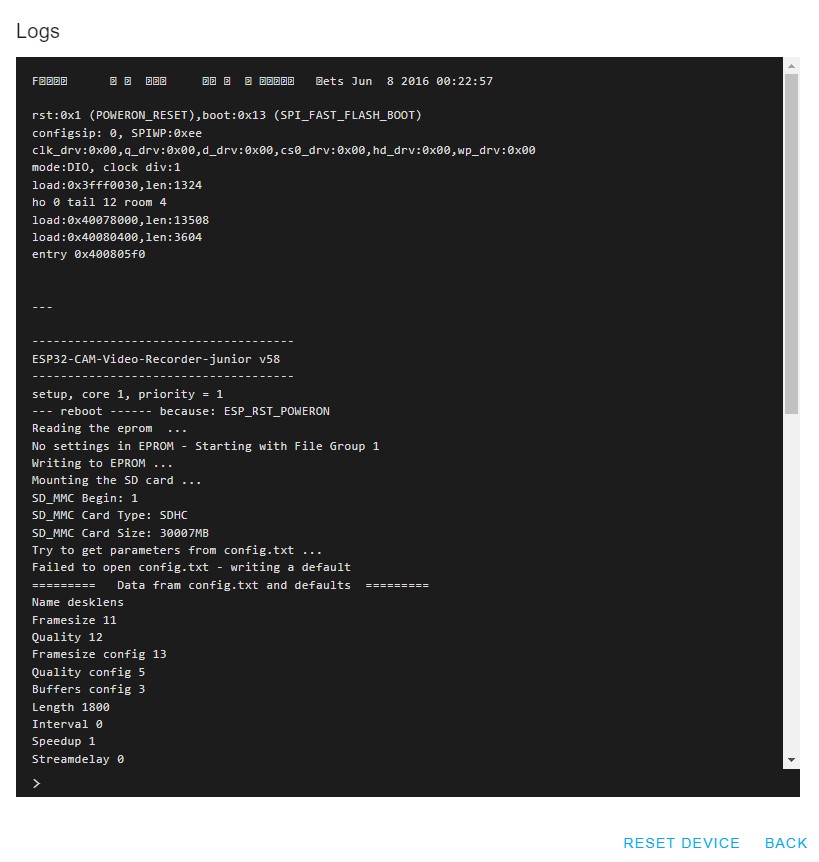 Logs
ets Jun  8 2016 00:22:57
rst:0x1 (POWERON_RESET),boot:0x13 (SPI_FAST_FLASH_BOOT)
configsip: 0, SPIWP:0xee
clk_drv:0x00,q_drv:0x00,d_drv:0x00,cs0_drv:0x00,hd_drv:0x00,wp_drv:0x00
mode:DIO, clock div:1
load:0x3fff0030,len:1324
ho 0 tail 12 room 4
load:0x40078000,len:13508
load:0x40080400,len:3604
entry 0x400805f0
---
-------------------------------------
ESP32-CAM-Video-Recorder-junior v58
-------------------------------------
setup, core 1, priority = 1
--- reboot ------ because: ESP_RST_POWERON
Reading the eprom  ...
No settings in EPROM - Starting with File Group 1
Writing to EPROM ...
Mounting the SD card ...
SD_MMC Begin: 1
SD_MMC Card Type: SDHC
SD_MMC Card Size: 30007MB
Try to get parameters from config.txt ...
Failed to open config.txt - writing a default
=========   Data fram config.txt and defaults  =========
Name desklens
Framesize 11
Quality 12
Framesize config 13
Quality config 5
Buffers config 3
Length 1800
Interval 0
Speedup 1
Streamdelay 0
>
RESET DEVICE BACK